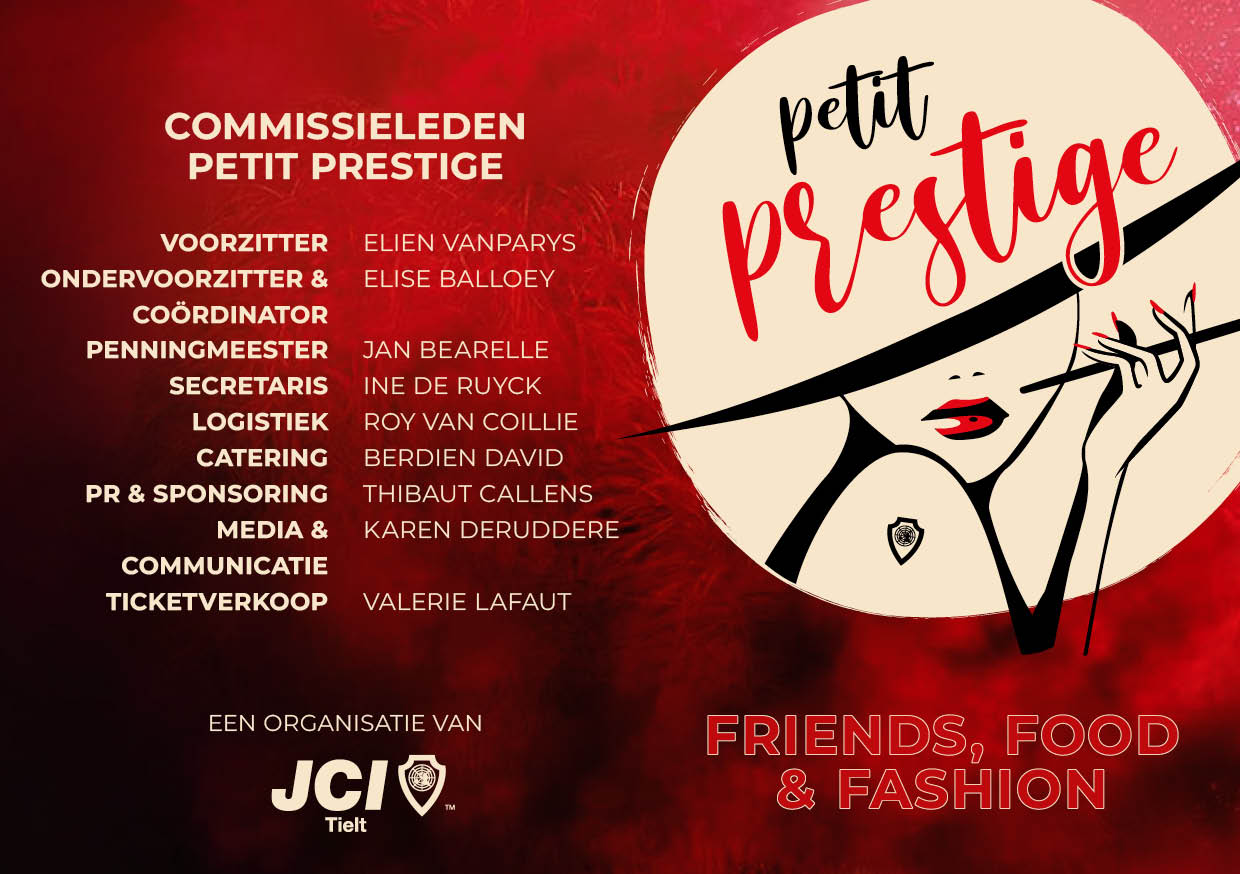 COMMISSIELEDEN
PETIT PRESTIGE
VOORZITTER ELIEN VANPARYS
ONDERVOORZITTER & ELISE BALLOEY
COÖRDINATOR
PENNINGMEESTER JAN BEARELLE
SECRETARIS INE DE RUYCK
LOGISTIEK ROY VAN COILLIE
CATERING BERDIEN DAVID
PR & SPONSORING THIBAUT CALLENS
MEDIA & KAREN DERUDDERE
COMMUNICATIE
TICKETVERKOOP VALERIE LAFAUT
EEN ORGANISATIE VAN
JCI ™
Tielt
petit
prestige
FRIENDS, FOOD
& FASHION